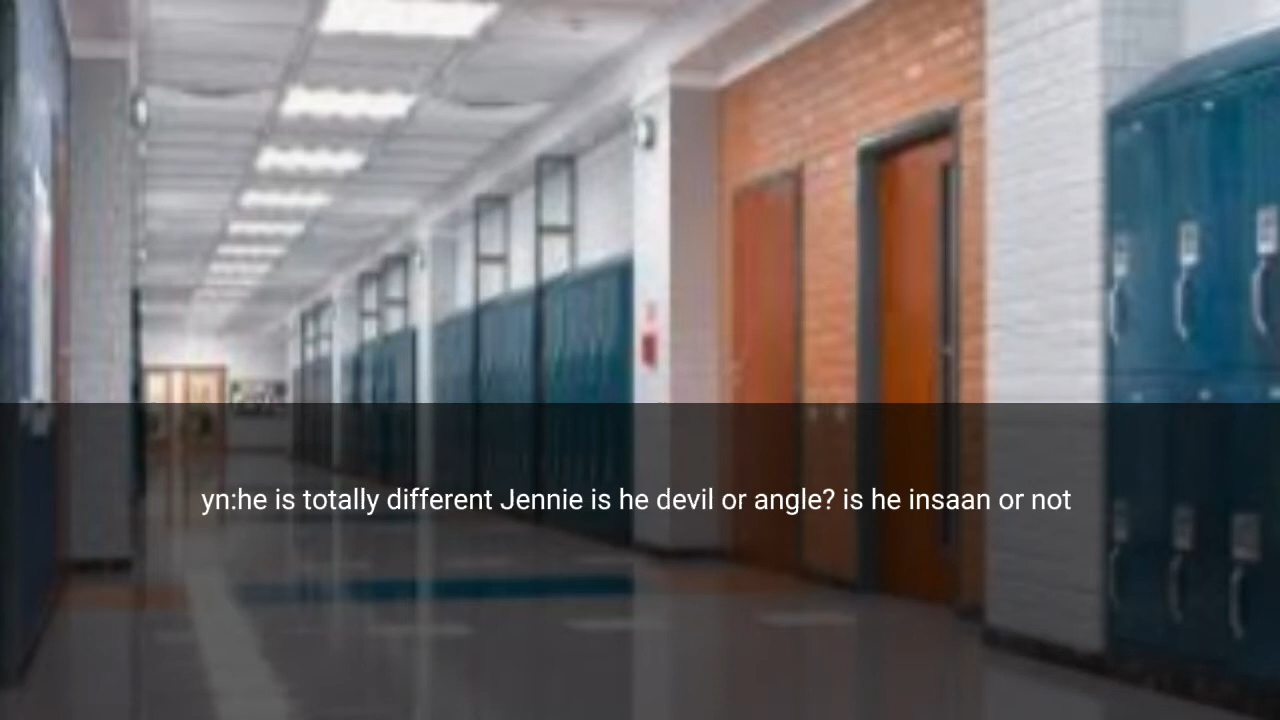 yn:he is totally different Jennie is he devil or angle? is he insaan or not